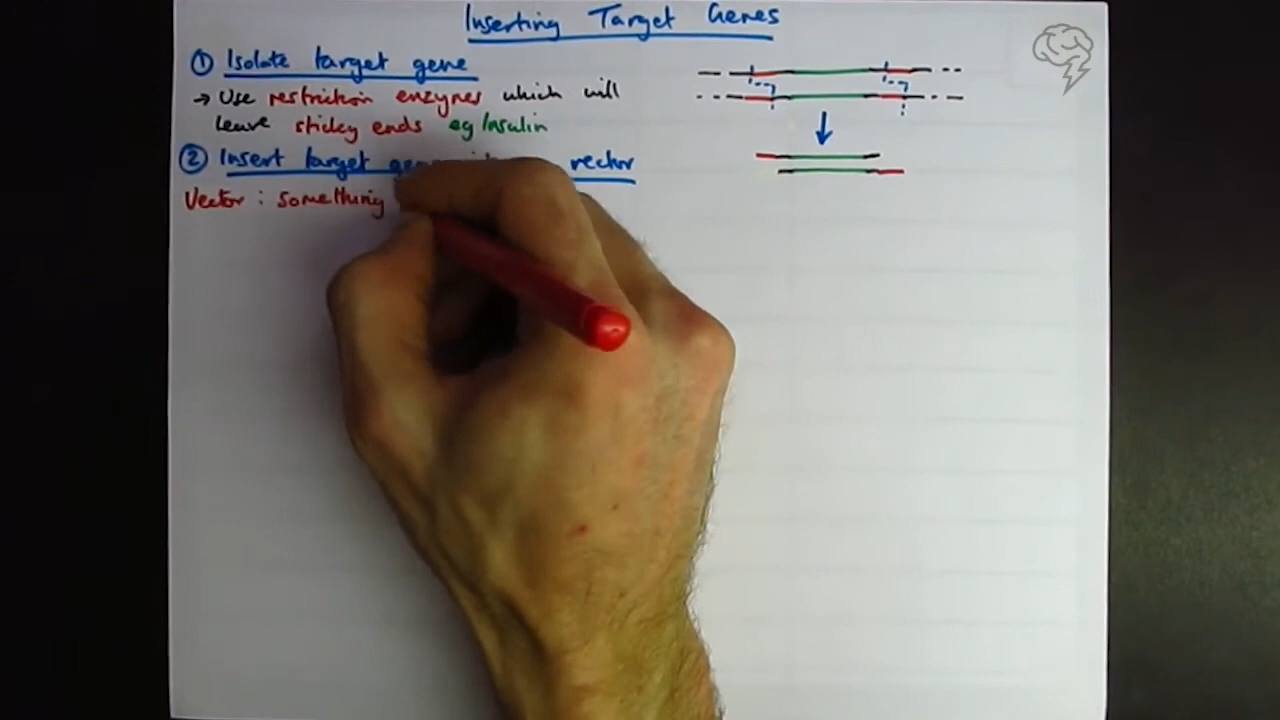 Inserting Target Genes
① Isolate target gene
→ Use restriction enzymes which will
leave sticky ends eg Insulin
② Insert target vector
Vector : something